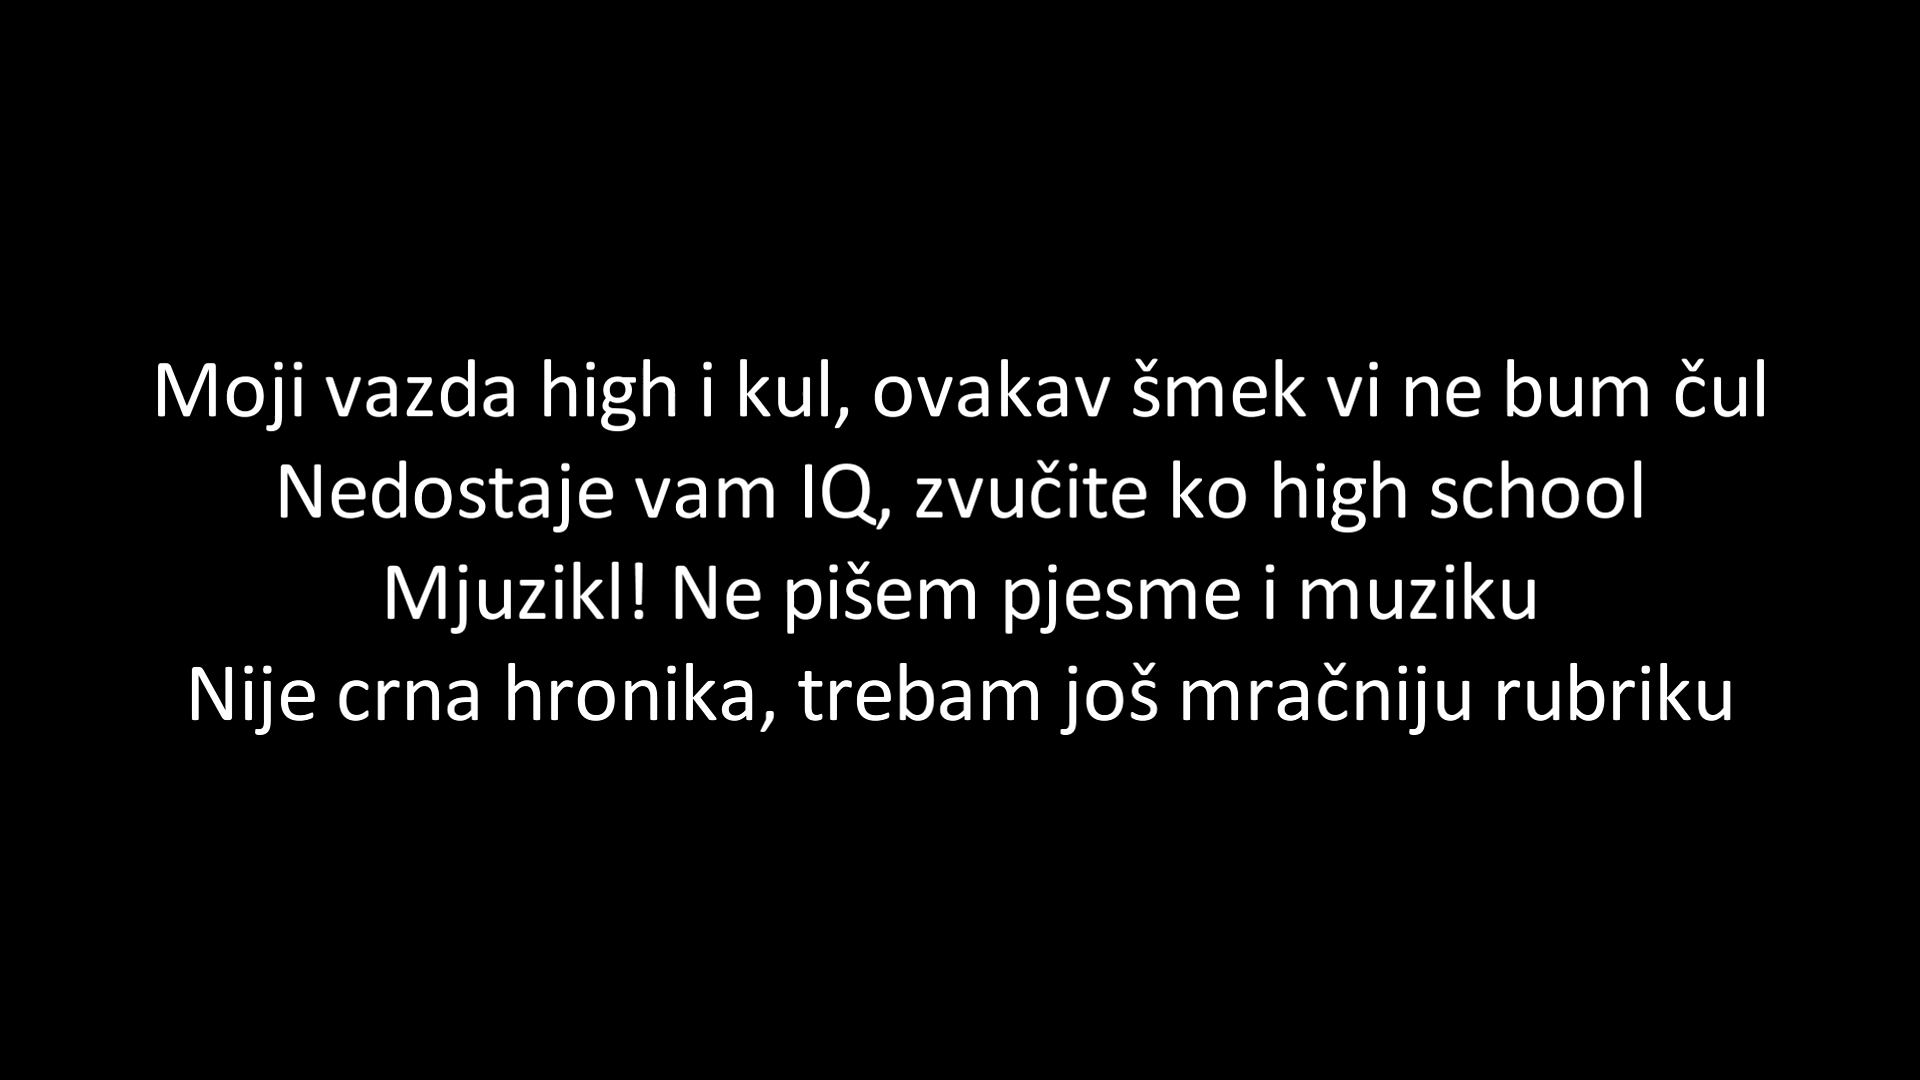 Moji vazda high i kul, ovakav šmek vi ne bum čul
Nedostaje vam IQ, zvučite ko high school
Mjuzikl! Ne pišem pjesme i muziku
Nije crna hronika, trebam još mračniju rubriku